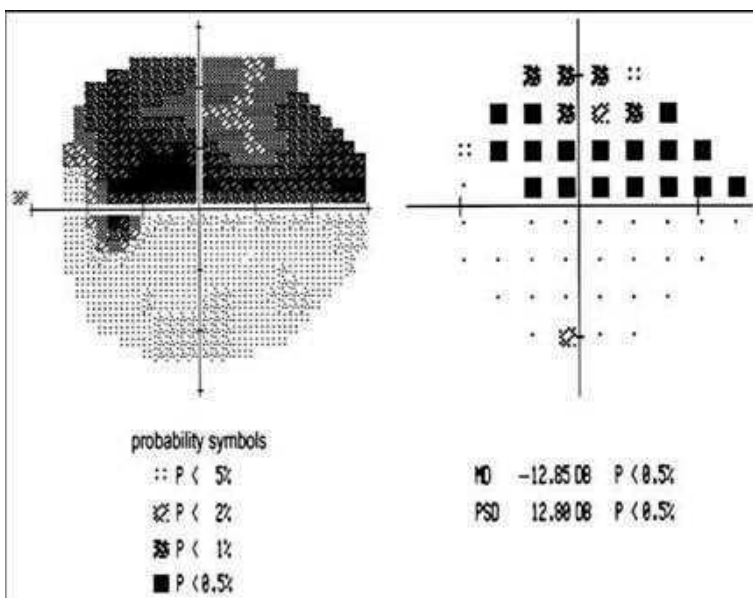 probability symbols
:: P < 5%
P < 2%
P < 1%
■ P < 0.5%
MD -12.85 DB P < 0.5%
PSD 12.80 DB P < 0.5%